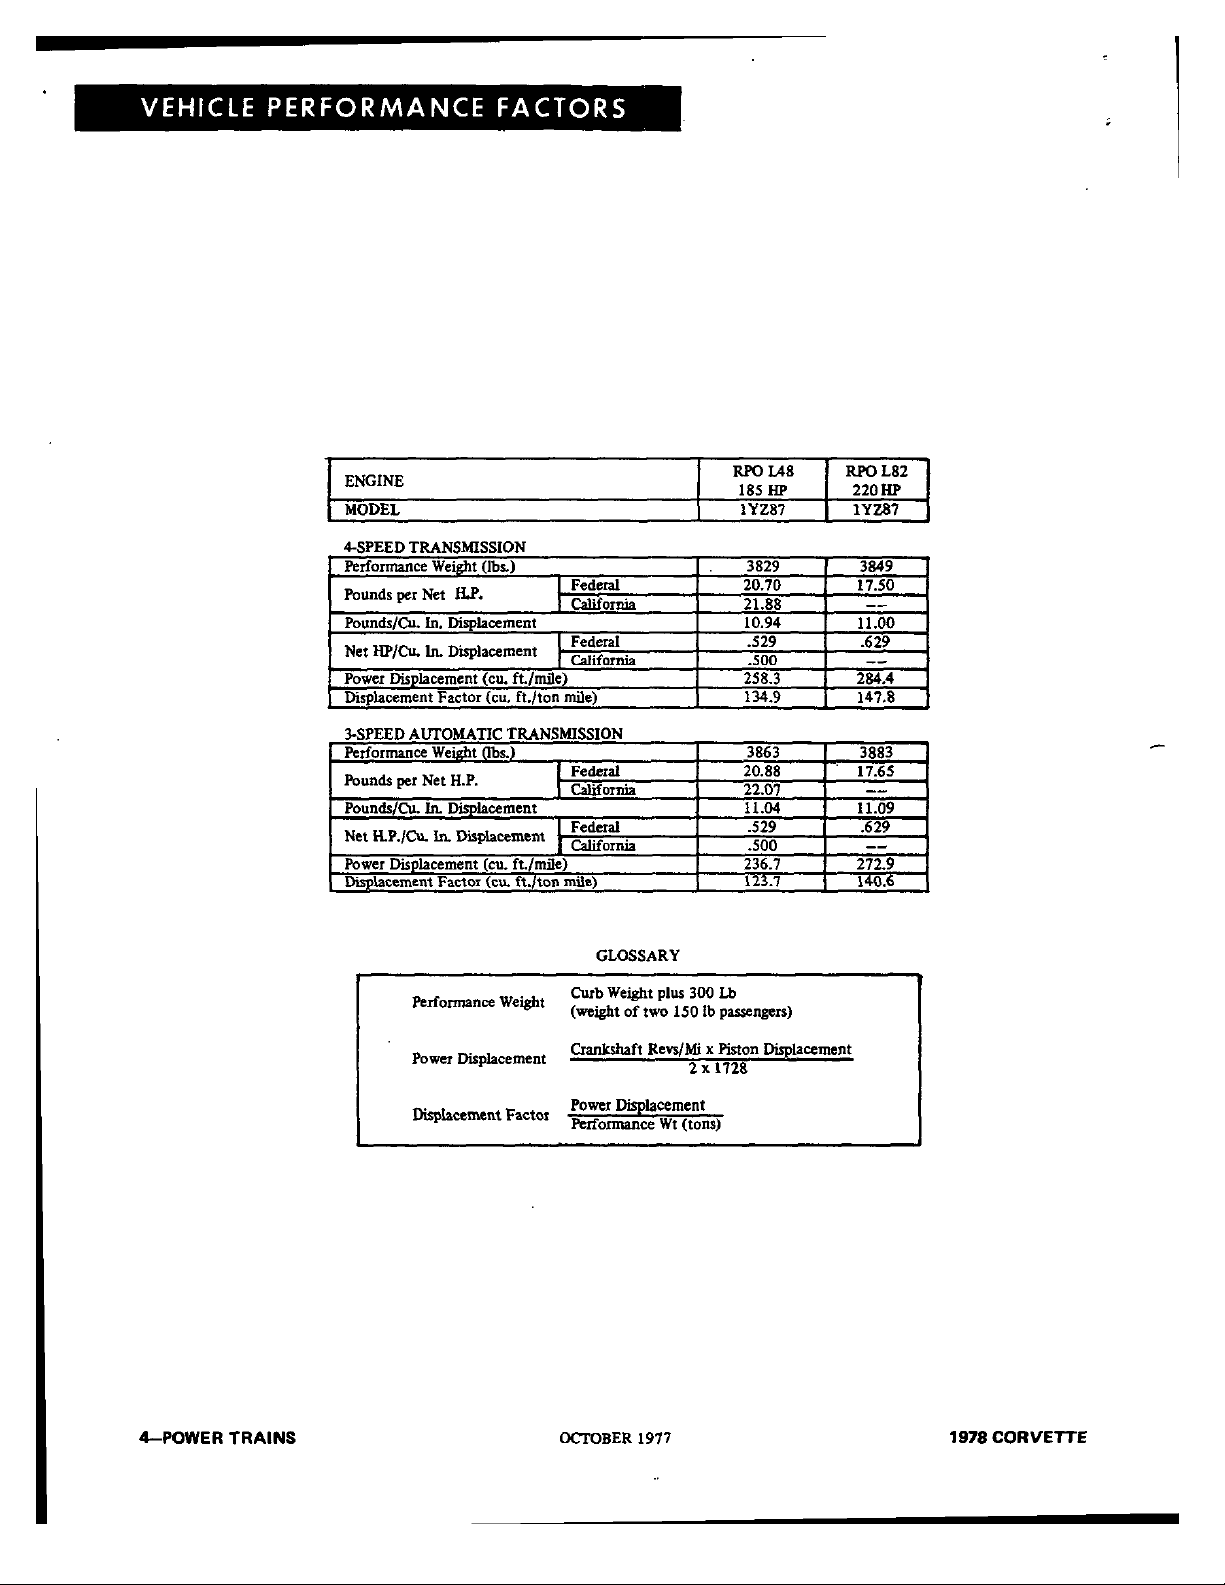 VEHICLE PERFORMANCE FACTORS
ENGINE RPO L48 185 HP RPO L82 220 HP
MODEL 1YZ87 1YZ87
4-SPEED TRANSMISSION
Performance Weight (lbs.) 3829 3849
Pounds per Net H.P. Federal 20.70 17.50
California 21.88 --
Pounds/Cu. In. Displacement 10.94 11.00
Net HP/Cu. In. Displacement Federal .529 .629
California .500 --
Power Displacement (cu. ft./mile) 258.3 284.4
Displacement Factor (cu. ft./ton mile) 134.9 147.8
3-SPEED AUTOMATIC TRANSMISSION
Performance Weight (lbs.) 3863 3883
Pounds per Net H.P. Federal 20.88 17.65
California 22.07 --
Pounds/Cu. In. Displacement 11.04 11.09
Net H.P./Cu. In. Displacement Federal .529 .629
California .500 --
Power Displacement (cu. ft./mile) 236.7 272.9
Displacement Factor (cu. ft./ton mile) 123.7 140.6
GLOSSARY
Performance Weight Curb Weight plus 300 Lb
(weight of two 150 lb passengers)
Power Displacement Crankshaft Revs/Mi x Piston Displacement
2 x 1728
Displacement Factor Power Displacement
Performance Wt (tons)
4—POWER TRAINS OCTOBER 1977 1978 CORVETTE